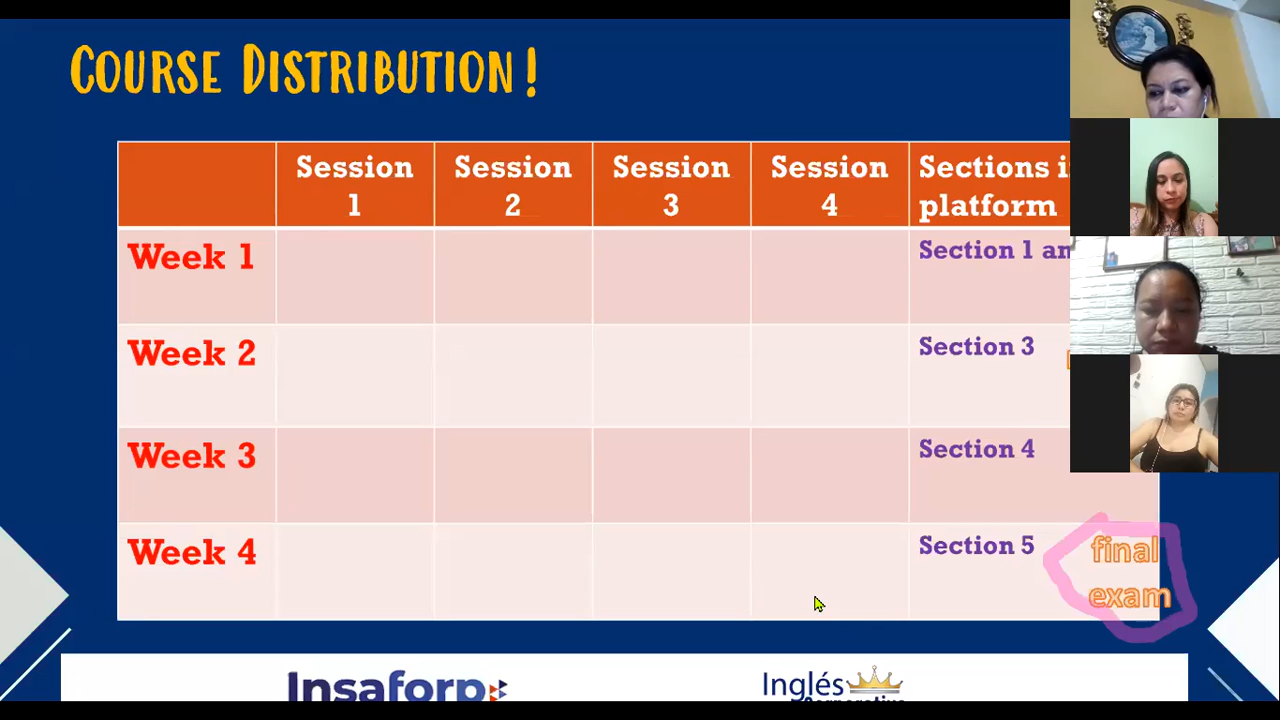 COURSE DISTRIBUTION!
Session 1
Session 2
Session 3
Session 4
Sections
platform
Week 1
Section 1
Week 2
Section 3
Week 3
Section 4
Week 4
Section 5
final
exam
Insaforp
Inglés